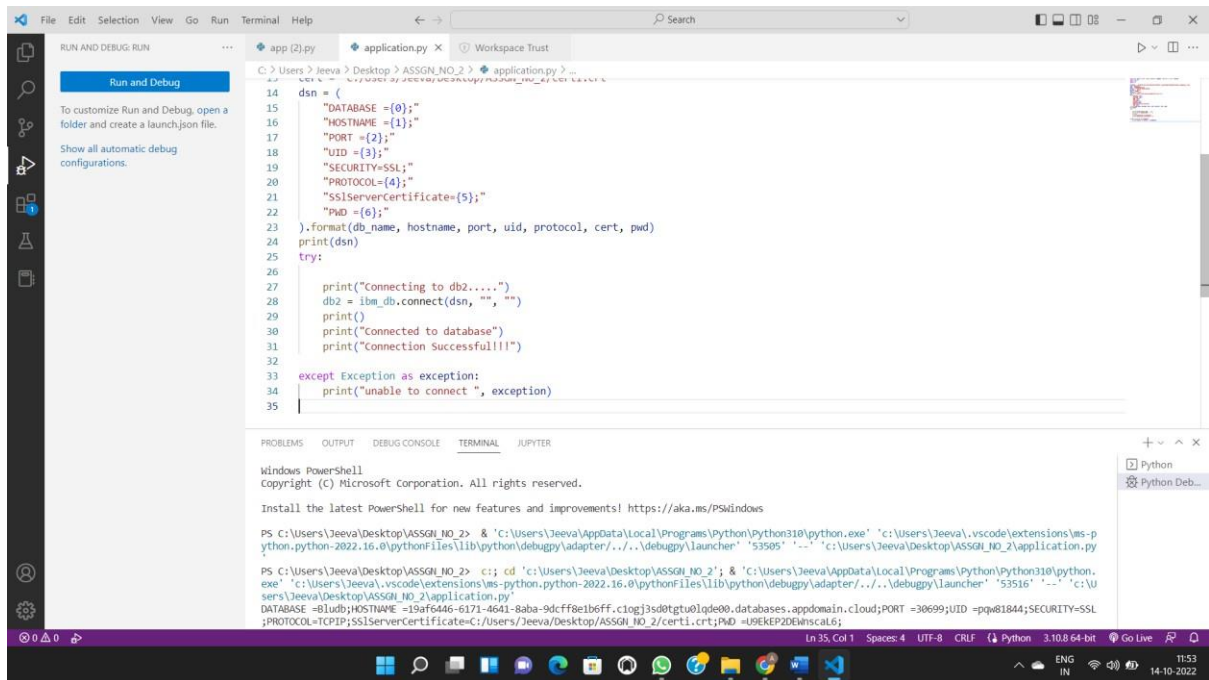 File Edit Selection View Go Run Terminal Help
Search
RUN AND DEBUG: RUN
app (2).py application.py Workspace Trust
C: > Users > Jeeva > Desktop > ASSGN_NO_2 > application.py > ...
Run and Debug
To customize Run and Debug, open a
folder and create a launch.json file.
Show all automatic debug
configurations.
14 dsn = (
15 "DATABASE ={0};"
16 "HOSTNAME ={1};"
17 "PORT ={2};"
18 "UID ={3};"
19 "SECURITY=SSL;"
20 "PROTOCOL={4};"
21 "SSlServerCertificate={5};"
22 "PWD ={6};"
23 ).format(db_name, hostname, port, uid, protocol, cert, pwd)
24 print(dsn)
25 try:
26
27 print("Connecting to db2.....")
28 db2 = ibm_db.connect(dsn, "", "")
29 print()
30 print("Connected to database")
31 print("Connection Successful!!!")
32
33 except Exception as exception:
34 print("unable to connect ", exception)
35
PROBLEMS OUTPUT DEBUG CONSOLE TERMINAL JUPYTER
Python
Python Deb...
Windows PowerShell
Copyright (C) Microsoft Corporation. All rights reserved.
Install the latest PowerShell for new features and improvements! https://aka.ms/PSWindows
PS C:\Users\Jeeva\Desktop\ASSGN_NO_2> & 'C:\Users\Jeeva\AppData\Local\Programs\Python\Python310\python.exe' 'c:\Users\Jeeva\.vscode\extensions\ms-p
ython.python-2022.16.0\pythonFiles\lib\python\debugpy\adapter/../..\debugpy\launcher' '53505' '--' 'c:\Users\Jeeva\Desktop\ASSGN_NO_2\application.py
'
PS C:\Users\Jeeva\Desktop\ASSGN_NO_2> c:; cd 'c:\Users\Jeeva\Desktop\ASSGN_NO_2'; & 'C:\Users\Jeeva\AppData\Local\Programs\Python\Python310\python.
exe' 'c:\Users\Jeeva\.vscode\extensions\ms-python.python-2022.16.0\pythonFiles\lib\python\debugpy\adapter/../..\debugpy\launcher' '53516' '--' 'c:\U
sers\Jeeva\Desktop\ASSGN_NO_2\application.py'
DATABASE =Bludb;HOSTNAME =19af6446-6171-4641-8aba-9dcff8e1b6ff.c1ogj3sd0tgtu0lqde00.databases.appdomain.cloud;PORT =30699;UID =pqw81844;SECURITY=SSL
;PROTOCOL=TCPIP;SSlServerCertificate=C:/Users/Jeeva/Desktop/ASSGN_NO_2/certi.crt;PWD =U9EkEP2DEWnscaL6;
0 0 Ln 35, Col 1 Spaces: 4 UTF-8 CRLF Python 3.10.8 64-bit Go Live
ENG
IN
11:53
14-10-2022